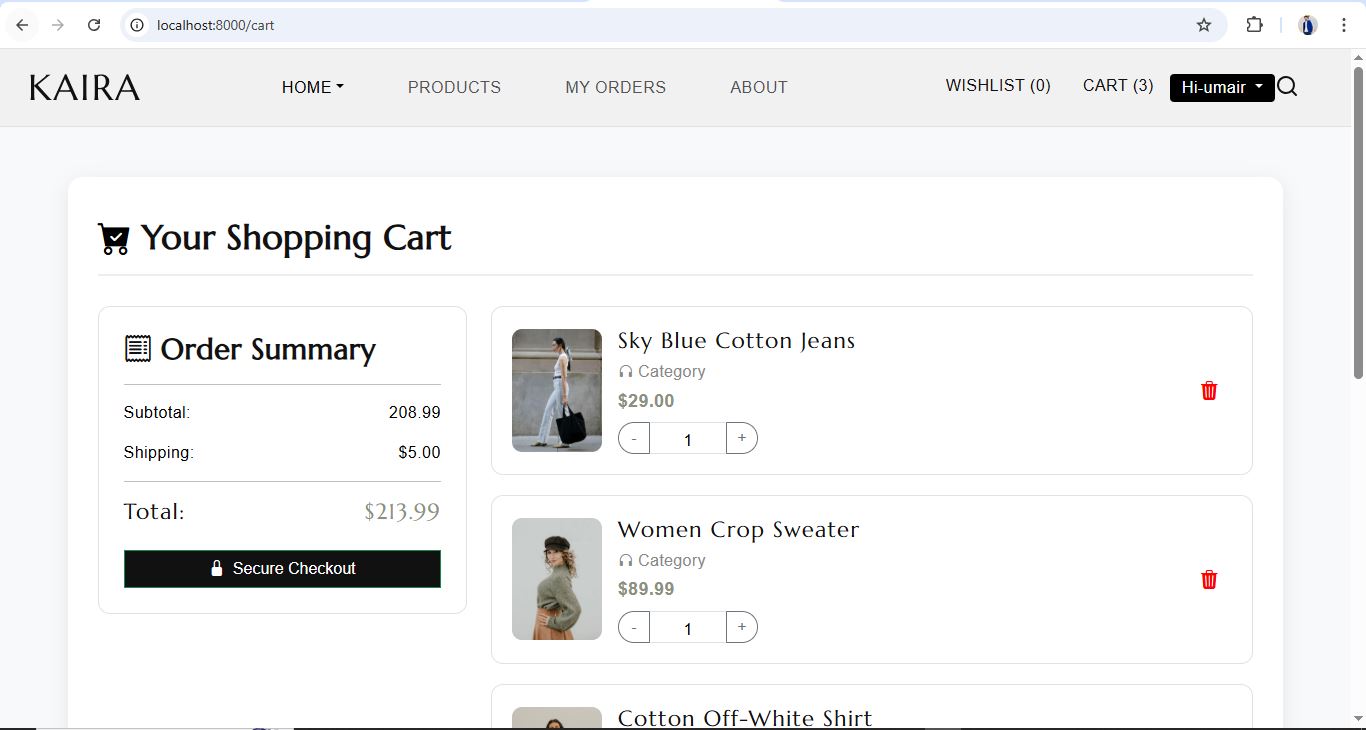 localhost:8000/cart
KAIRA
HOME
PRODUCTS
MY ORDERS
ABOUT
WISHLIST (0)
CART (3)
Hi-umair
Your Shopping Cart
Order Summary
Subtotal: 208.99
Shipping: $5.00
Total: $213.99
Secure Checkout
Sky Blue Cotton Jeans
Category
$29.00
- 1 +
Women Crop Sweater
Category
$89.99
- 1 +
Cotton Off-White Shirt